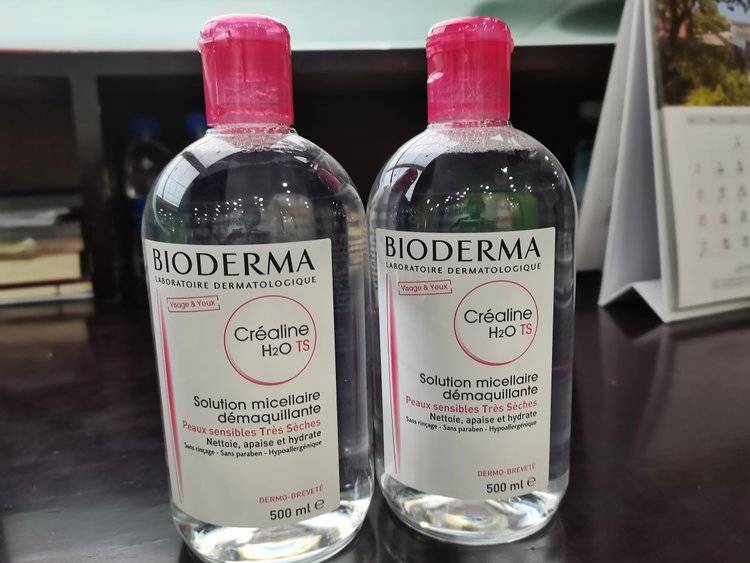 BIODERMA
LABORATOIRE DERMATOLOGIQUE
Visage & Yeux
Créaline
H2O TS
Solution micellaire
démaquillante
Peaux sensibles Très Sèches
Nettoie, apaise et hydrate
Sans rinçage - Sans paraben - Hypoallergénique
DERMO-BREVETÉ
500 ml ℮
BIODERMA
LABORATOIRE DERMATOLOGIQUE
Visage & Yeux
Créaline
H2O TS
Solution micellaire
démaquillante
Peaux sensibles Très Sèches
Nettoie, apaise et hydrate
Sans rinçage - Sans paraben - Hypoallergénique
DERMO-BREVETÉ
500 ml ℮